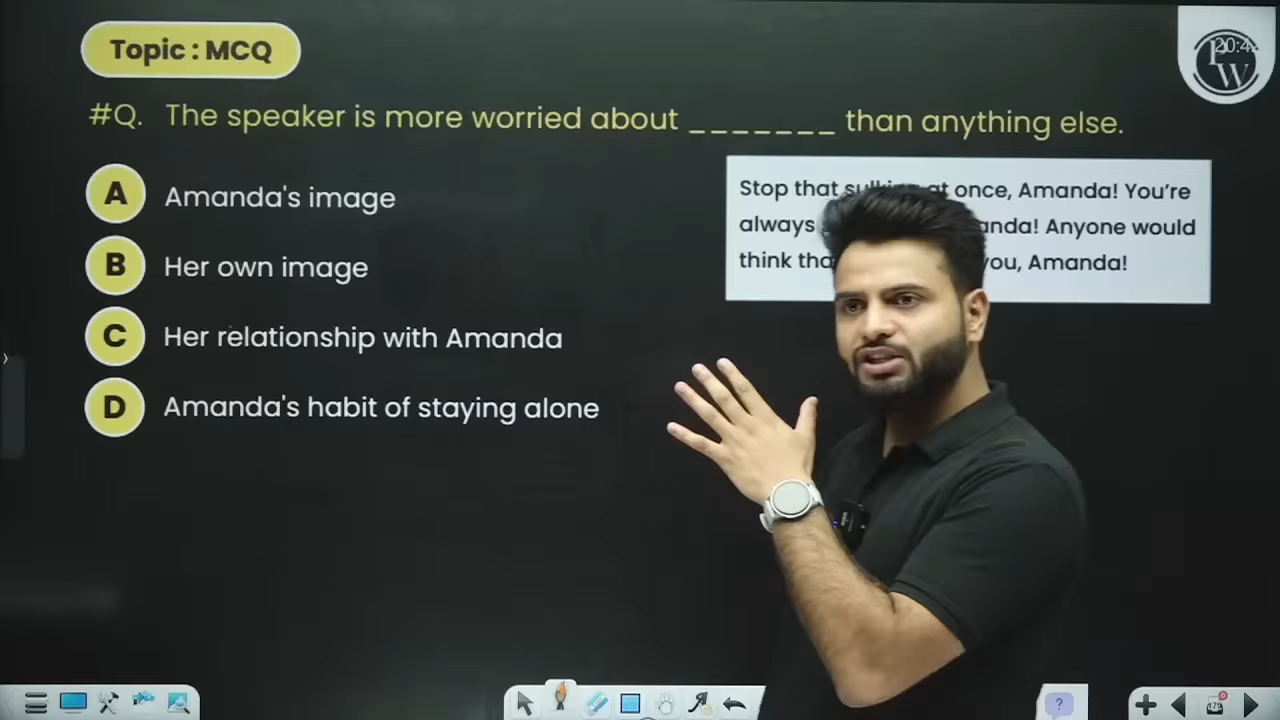 Topic : MCQ
#Q. The speaker is more worried about _______ than anything else.
A Amanda's image
B Her own image
C Her relationship with Amanda
D Amanda's habit of staying alone
Stop that at once, Amanda! You're
always Anyone would
think you, Amanda!
PW